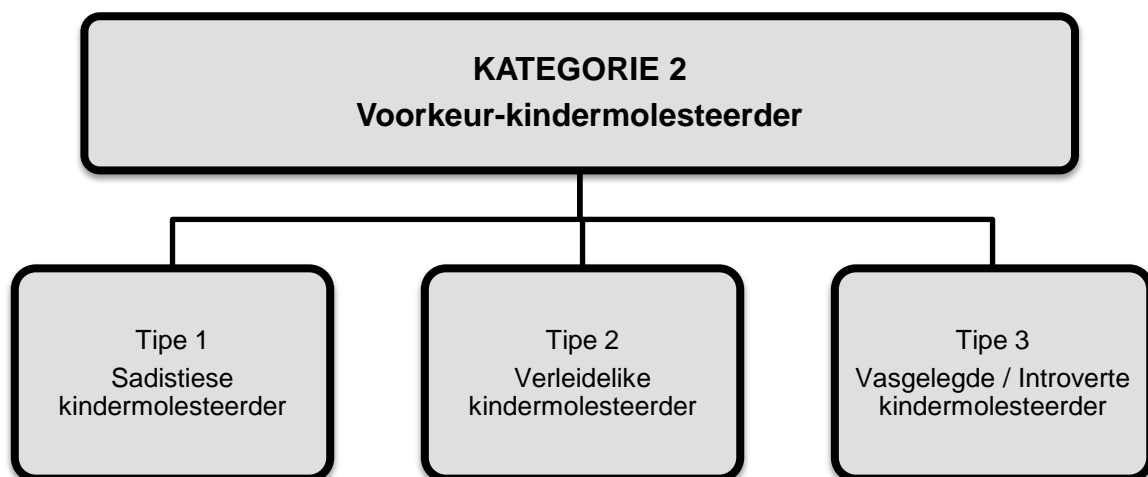 KATEGORIE 2
Voorkeur-kindermolesteerder
Tipe 1
Sadistiese
kindermolesteerder
Tipe 2
Verleidelike
kindermolesteerder
Tipe 3
Vasgelegde / Introverte
kindermolesteerder